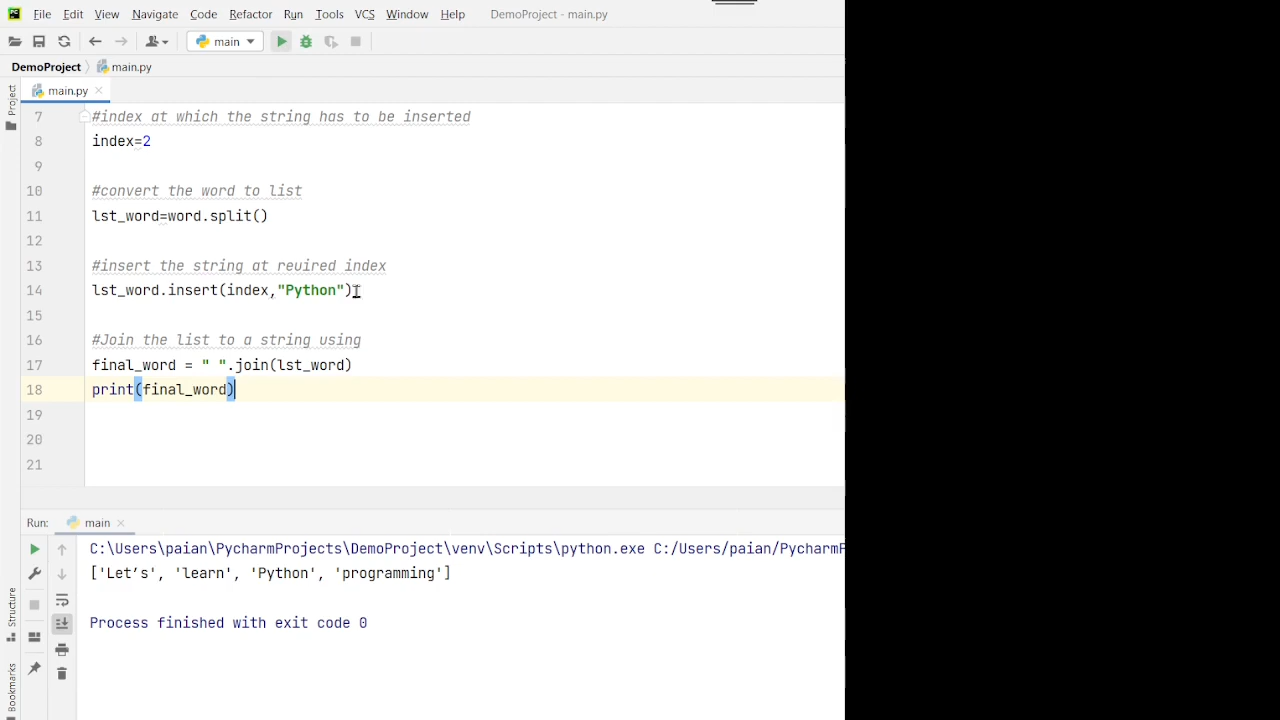 File Edit View Navigate Code Refactor Run Tools VCS Window Help DemoProject - main.py
main
DemoProject main.py
Project
main.py
7 #index at which the string has to be inserted
8 index=2
9
10 #convert the word to list
11 lst_word=word.split()
12
13 #insert the string at reuired index
14 lst_word.insert(index,"Python")
15
16 #Join the list to a string using
17 final_word = " ".join(lst_word)
18 print(final_word)
19
20
21
Run: main
C:\Users\paian\PycharmProjects\DemoProject\venv\Scripts\python.exe C:/Users/paian/PycharmP
['Let’s', 'learn', 'Python', 'programming']
Process finished with exit code 0
Structure
Bookmarks